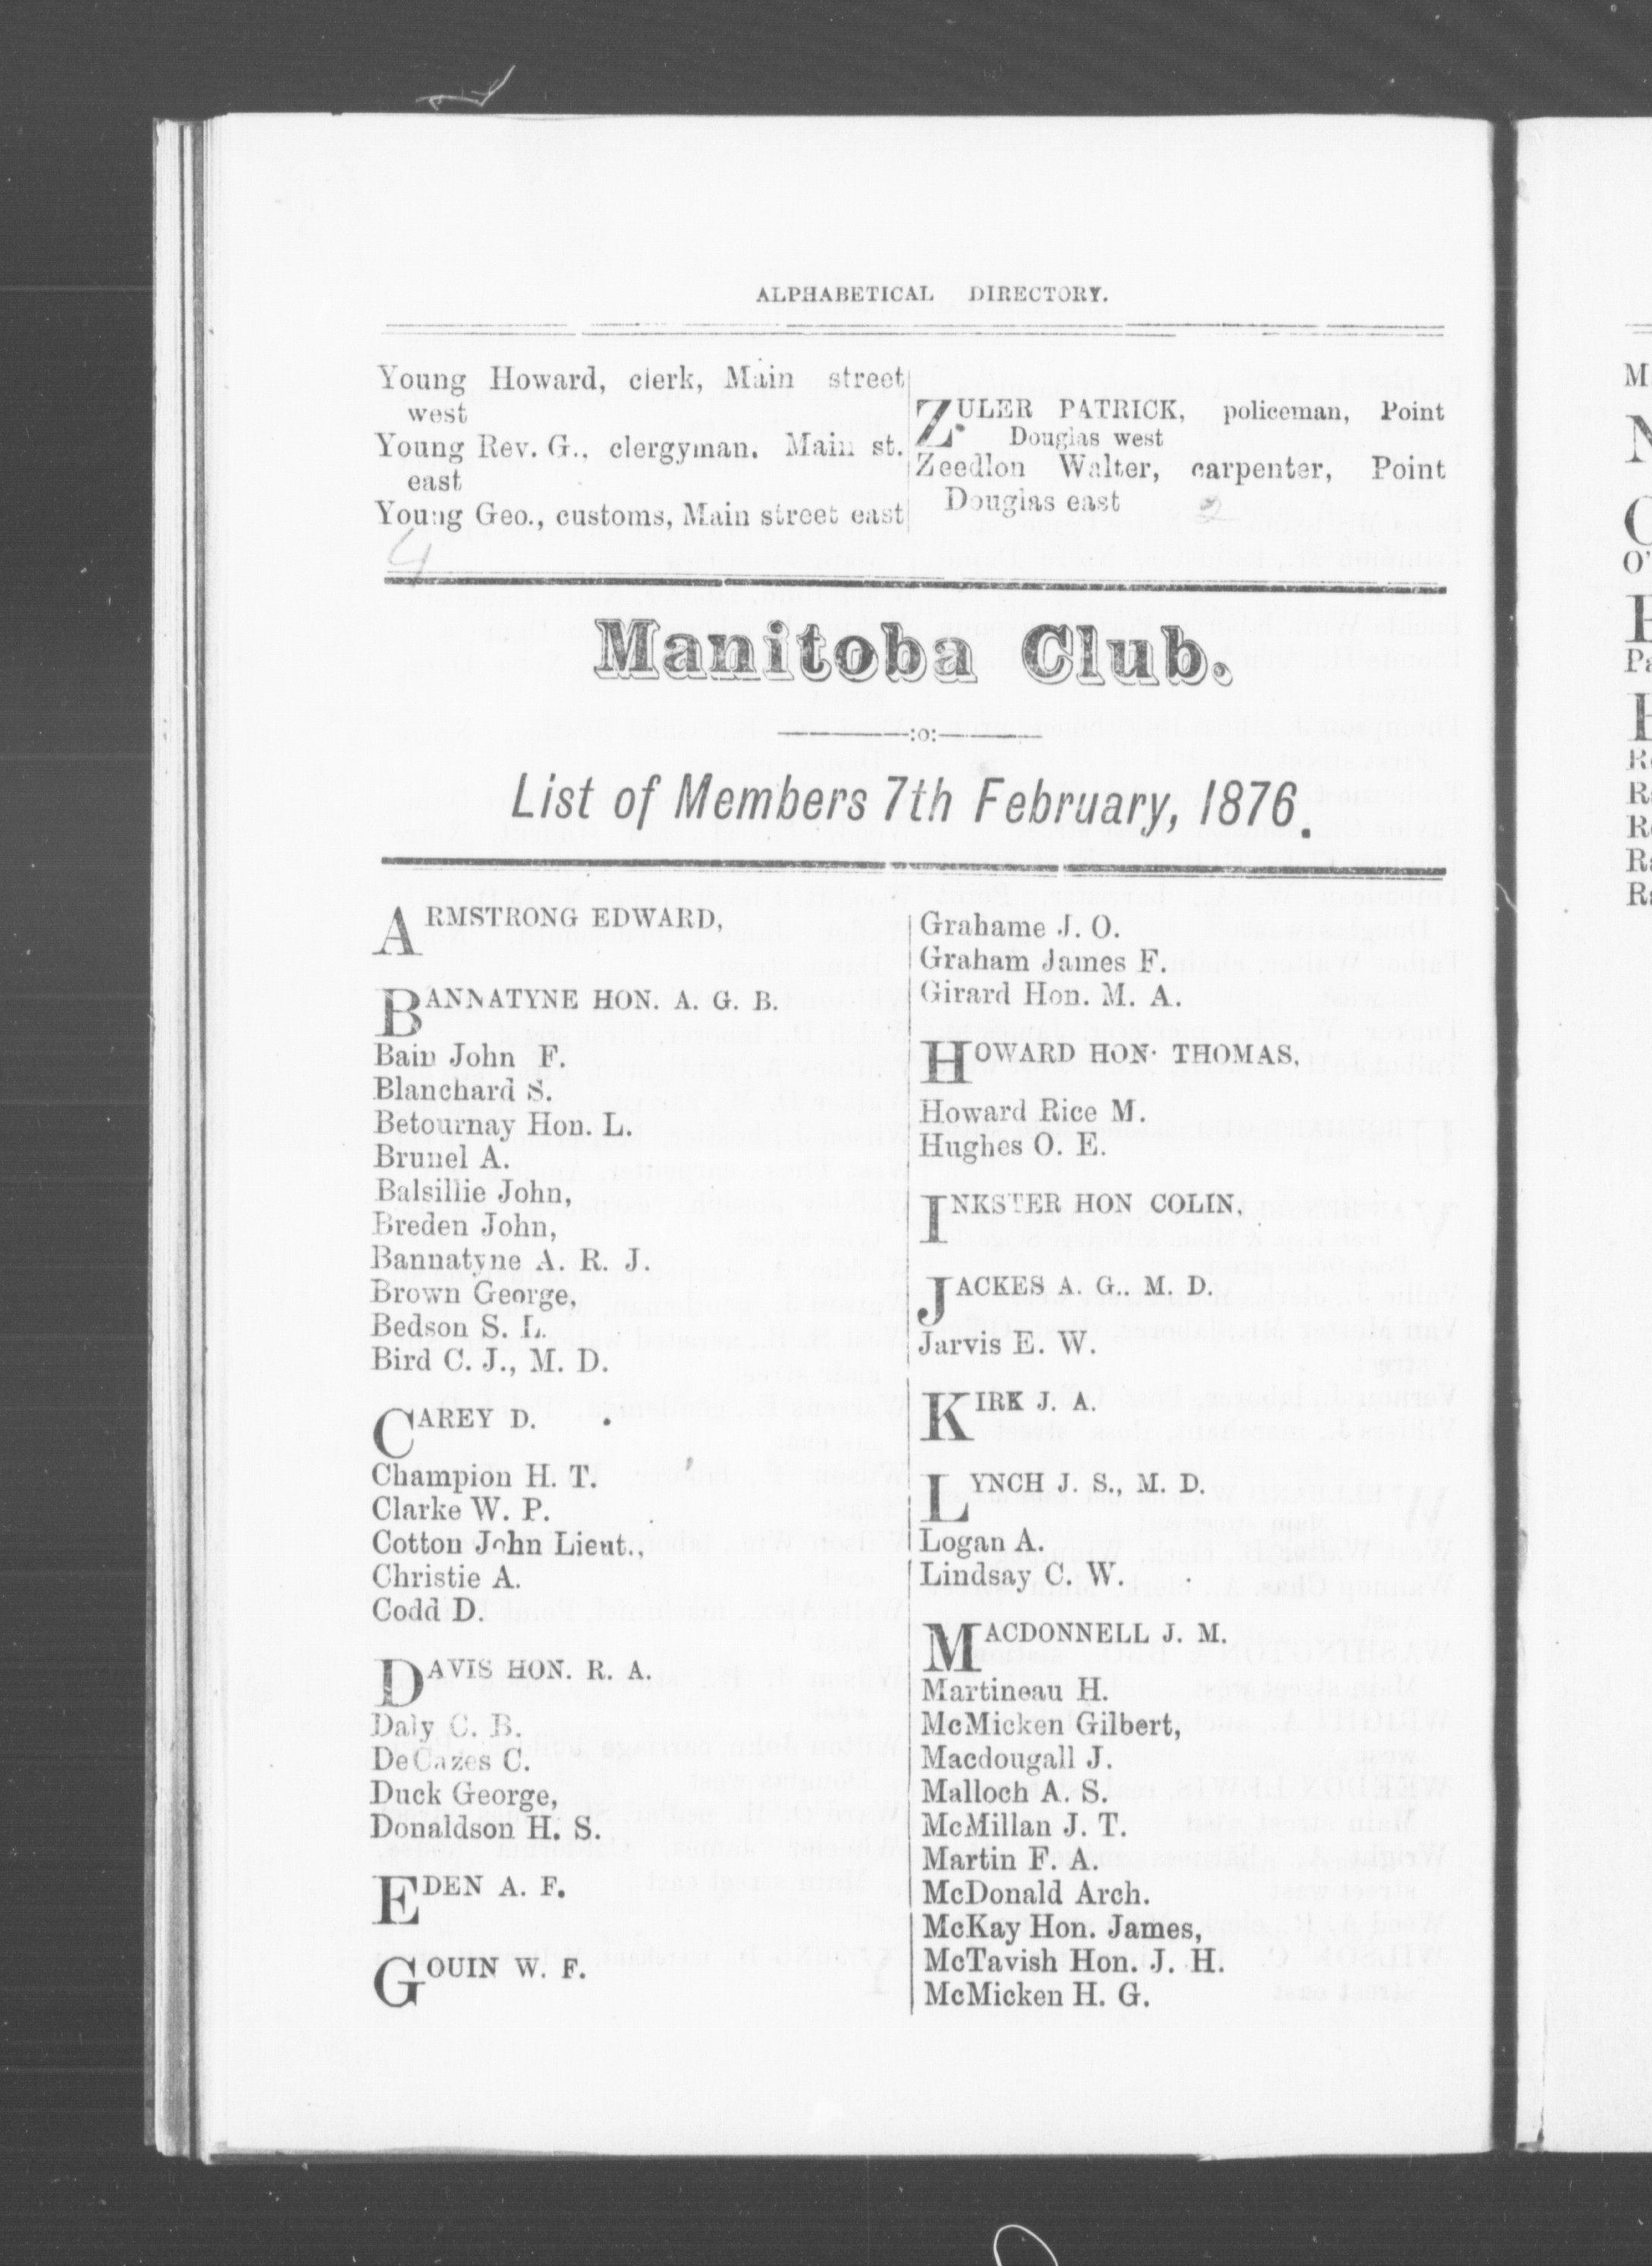 ALPHABETICAL DIRECTORY.
Young Howard, clerk, Main street
west
Young Rev. G., clergyman, Main st.
east
Young Geo., customs, Main street east
4
ZULER PATRICK, policeman, Point
Douglas west
Zeedlon Walter, carpenter, Point
Douglas east
2
Manitoba Club.
:o:
List of Members 7th February, 1876.
ARMSTRONG EDWARD,
BANNATYNE HON. A. G. B.
Bain John F.
Blanchard S.
Betournay Hon. L.
Brunel A.
Balsillie John,
Breden John,
Bannatyne A. R. J.
Brown George,
Bedson S. L.
Bird C. J., M. D.
CAREY D.
Champion H. T.
Clarke W. P.
Cotton John Lieut.,
Christie A.
Codd D.
DAVIS HON. R. A.
Daly C. B.
DeCazes C.
Duck George,
Donaldson H. S.
EDEN A. F.
GOUIN W. F.
Grahame J. O.
Graham James F.
Girard Hon. M. A.
HOWARD HON. THOMAS,
Howard Rice M.
Hughes O. E.
INKSTER HON COLIN,
JACKES A. G.. M. D.
Jarvis E. W.
KIRK J. A.
LYNCH J. S., M. D.
Logan A.
Lindsay C. W.
MACDONNELL J. M.
Martineau H.
McMicken Gilbert,
Macdougall J.
Malloch A. S.
McMillan J. T.
Martin F. A.
McDonald Arch.
McKay Hon. James,
McTavish Hon. J. H.
McMicken H. G.